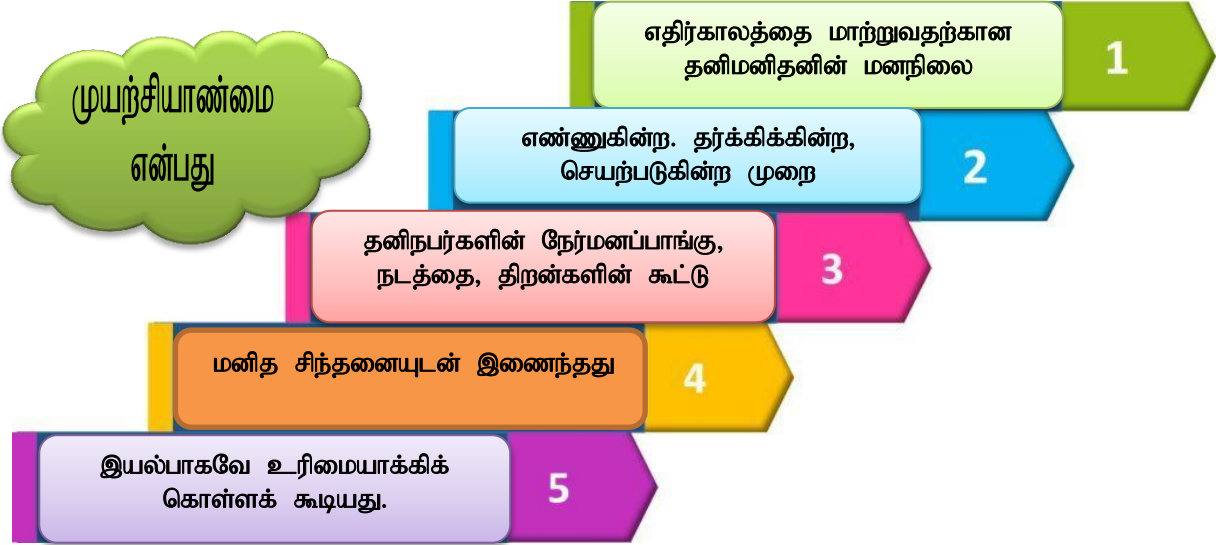 முயற்சியாண்மை
என்பது
எதிர்காலத்தை மாற்றுவதற்கான
தனிமனிதனின் மனநிலை
1
எண்ணுகின்ற. தர்க்கிக்கின்ற,
செயற்படுகின்ற முறை
2
தனிநபர்களின் நேர்மனப்பாங்கு,
நடத்தை, திறன்களின் கூட்டு
3
மனித சிந்தனையுடன் இணைந்தது
4
இயல்பாகவே உரிமையாக்கிக்
கொள்ளக் கூடியது.
5